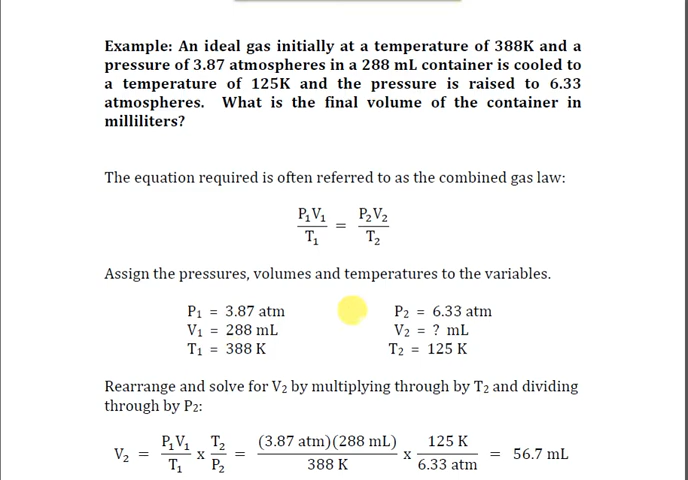 Example: An ideal gas initially at a temperature of 388K and a
pressure of 3.87 atmospheres in a 288 mL container is cooled to
a temperature of 125K and the pressure is raised to 6.33
atmospheres. What is the final volume of the container in
milliliters?
The equation required is often referred to as the combined gas law:
P₁V₁/T₁ = P₂V₂/T₂
Assign the pressures, volumes and temperatures to the variables.
P₁ = 3.87 atm P₂ = 6.33 atm
V₁ = 288 mL V₂ = ? mL
T₁ = 388 K T₂ = 125 K
Rearrange and solve for V₂ by multiplying through by T₂ and dividing
through by P₂:
V₂ = P₁V₁/T₁ x T₂/P₂ = (3.87 atm)(288 mL)/388 K x 125 K/6.33 atm = 56.7 mL